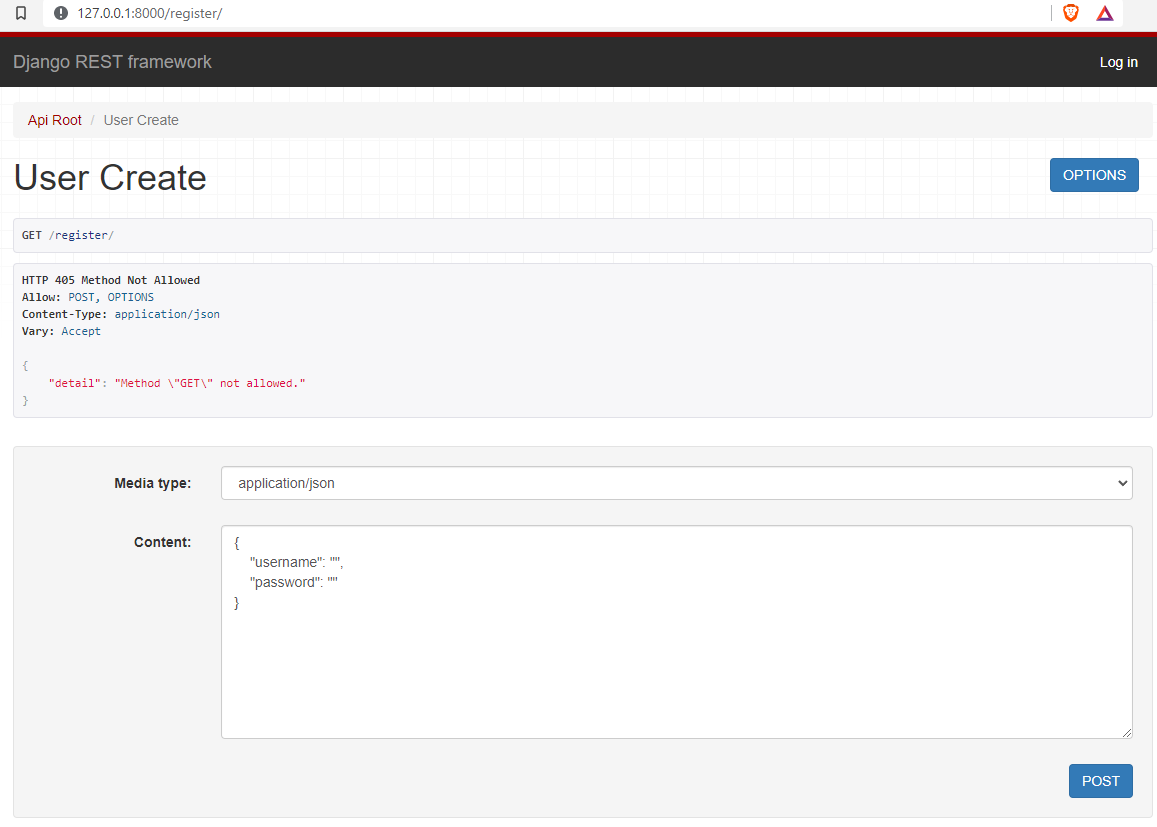 127.0.0.1:8000/register/
Django REST framework Log in
Api Root / User Create
User Create OPTIONS
GET /register/
HTTP 405 Method Not Allowed
Allow: POST, OPTIONS
Content-Type: application/json
Vary: Accept
{
    "detail": "Method \"GET\" not allowed."
}
Media type: application/json
Content: {
    "username": "",
    "password": ""
}
POST